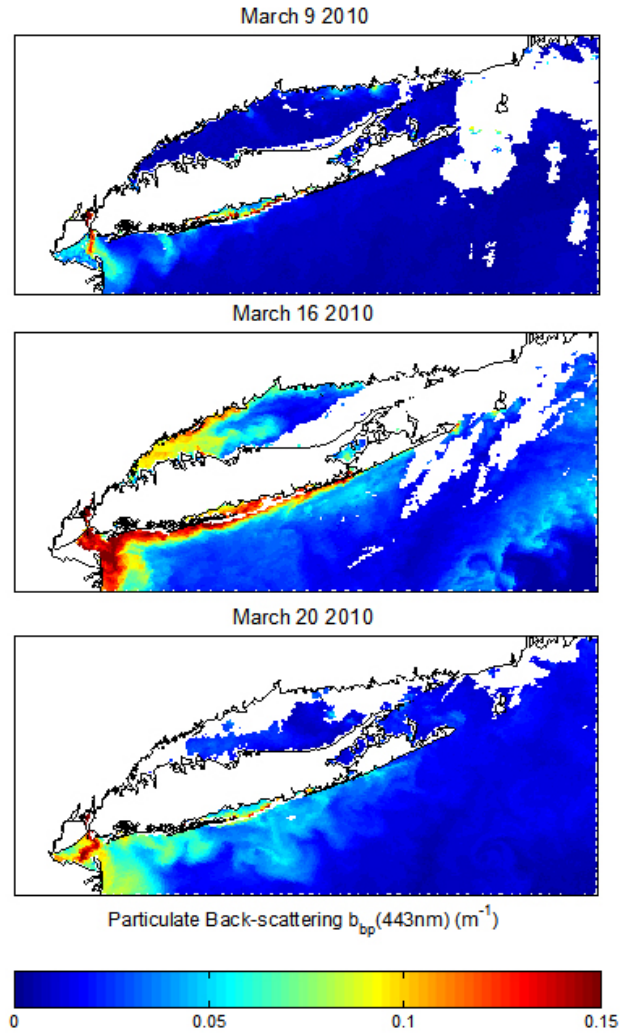 March 9 2010
March 16 2010
March 20 2010
Particulate Back-scattering b_bp(443nm) (m^-1)
0 0.05 0.1 0.15